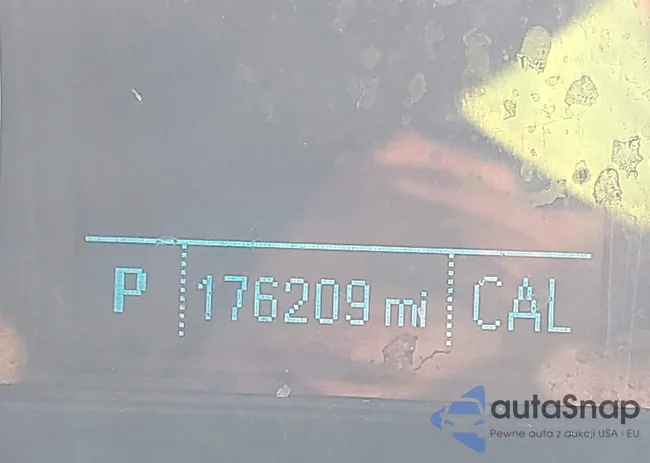 P 176209 mi CAL
autaSnap
Pewne auta z aukcji USA i EU